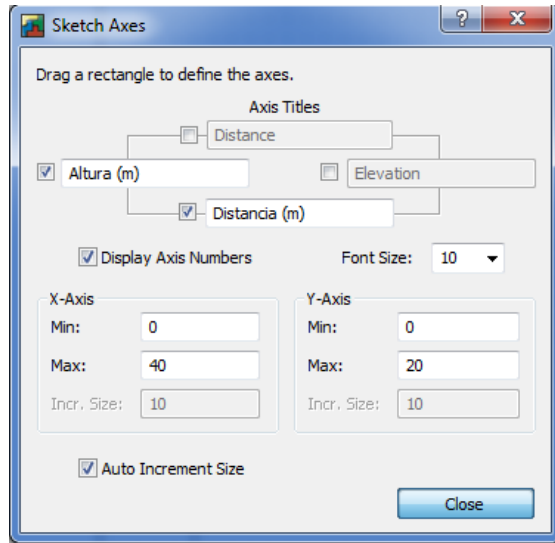 Sketch Axes
?
Drag a rectangle to define the axes.
Axis Titles
Distance
Altura (m)
Elevation
Distancia (m)
Display Axis Numbers Font Size: 10
X-Axis Y-Axis
Min: 0 Min: 0
Max: 40 Max: 20
Incr. Size: 10 Incr. Size: 10
Auto Increment Size
Close